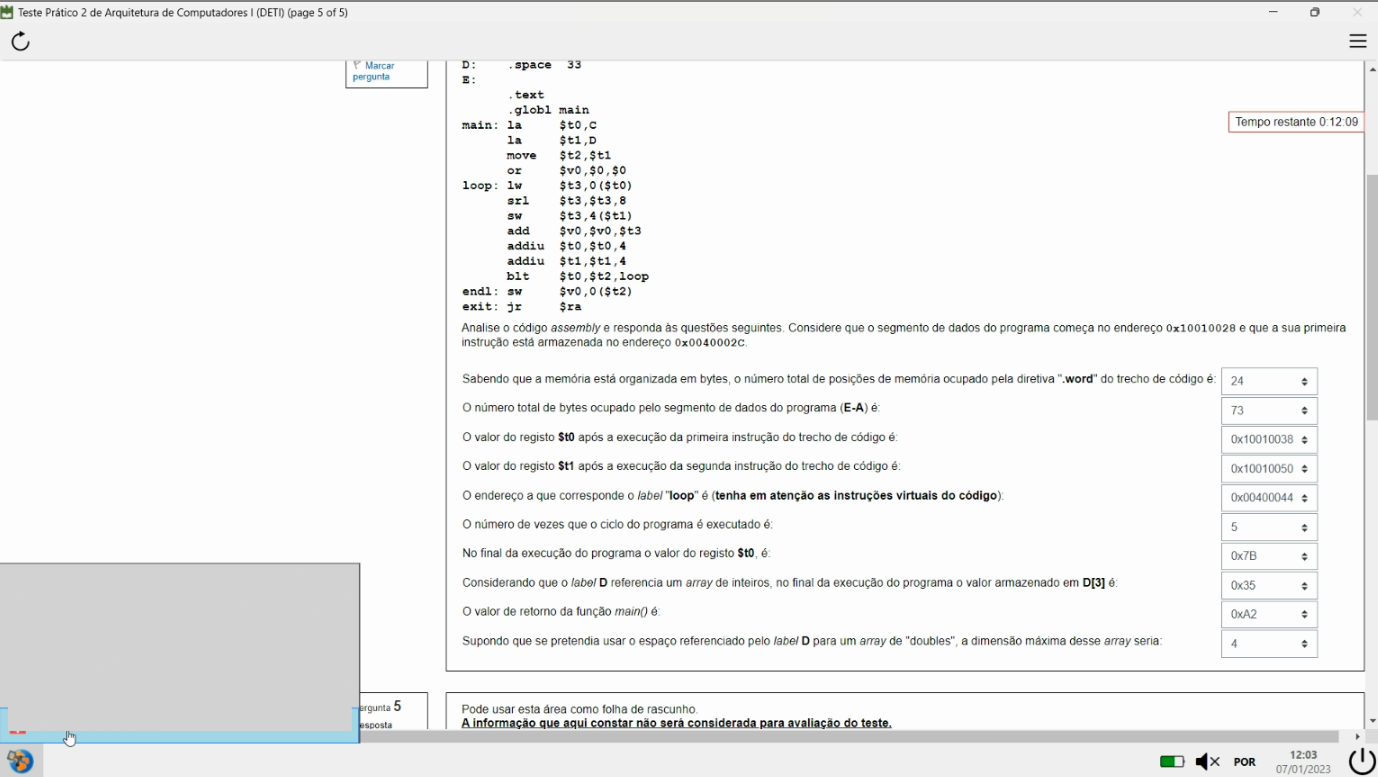 Teste Prático 2 de Arquitetura de Computadores I (DETI) (page 5 of 5)
Marcar
pergunta
D: .space 33
E:
.text
.globl main
main: la $t0,C
la $t1,D
move $t2,$t1
or $v0,$0,$0
loop: lw $t3,0($t0)
srl $t3,$t3,8
sw $t3,4($t1)
add $v0,$v0,$t3
addiu $t0,$t0,4
addiu $t1,$t1,4
blt $t0,$t2,loop
endl: sw $v0,0($t2)
exit: jr $ra
Tempo restante 0:12:09
Analise o código assembly e responda às questões seguintes. Considere que o segmento de dados do programa começa no endereço 0x10010028 e que a sua primeira
instrução está armazenada no endereço 0x0040002C.
Sabendo que a memória está organizada em bytes, o número total de posições de memória ocupado pela diretiva ".word" do trecho de código é: 24
O número total de bytes ocupado pelo segmento de dados do programa (E-A) é: 73
O valor do registo $t0 após a execução da primeira instrução do trecho de código é: 0x10010038
O valor do registo $t1 após a execução da segunda instrução do trecho de código é: 0x10010050
O endereço a que corresponde o label "loop" é (tenha em atenção as instruções virtuais do código): 0x00400044
O número de vezes que o ciclo do programa é executado é: 5
No final da execução do programa o valor do registo $t0, é: 0x7B
Considerando que o label D referencia um array de inteiros, no final da execução do programa o valor armazenado em D[3] é: 0x35
O valor de retorno da função main() é: 0xA2
Supondo que se pretendia usar o espaço referenciado pelo label D para um array de "doubles", a dimensão máxima desse array seria: 4
ergunta 5
esposta
Pode usar esta área como folha de rascunho.
A informação que aqui constar não será considerada para avaliação do teste.
POR
12:03
07/01/2023